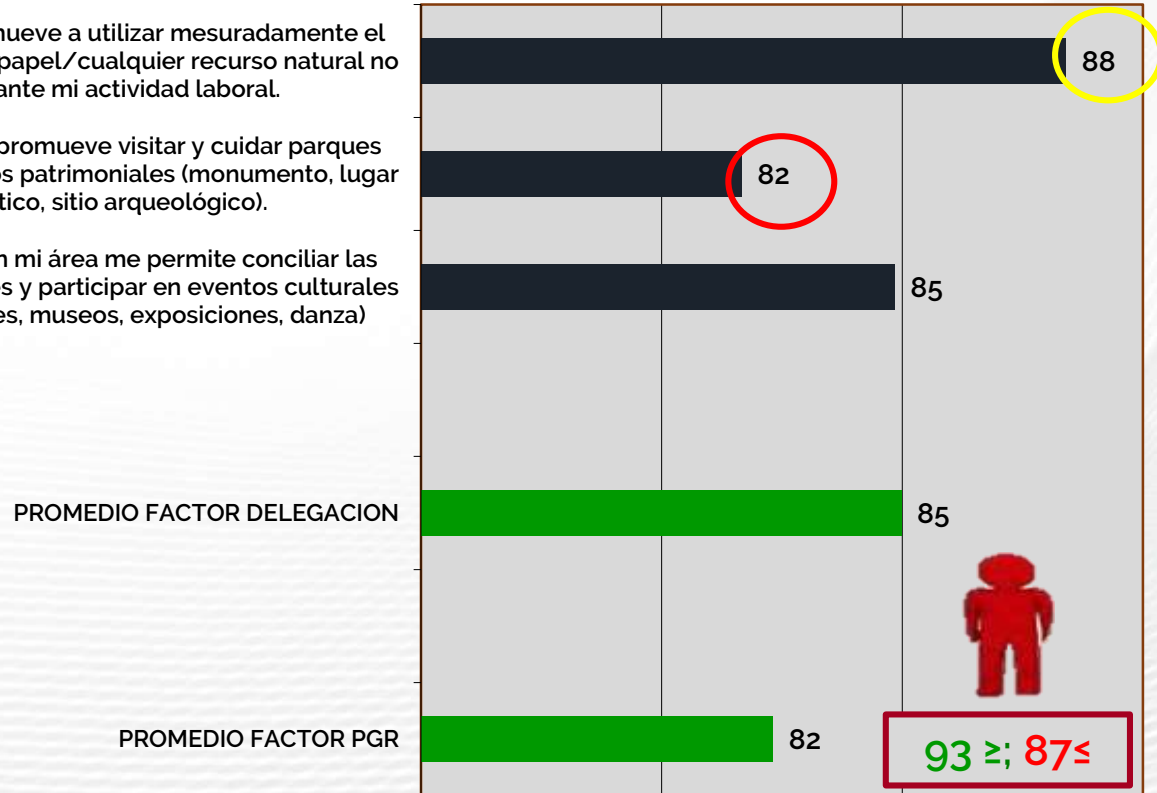 nueve a utilizar mesuradamente el
papel/cualquier recurso natural no
ante mi actividad laboral.
88
promueve visitar y cuidar parques
os patrimoniales (monumento, lugar
tico, sitio arqueológico).
82
n mi área me permite conciliar las
es y participar en eventos culturales
es, museos, exposiciones, danza)
85
PROMEDIO FACTOR DELEGACION
85
PROMEDIO FACTOR PGR
82
93 ≥; 87≤